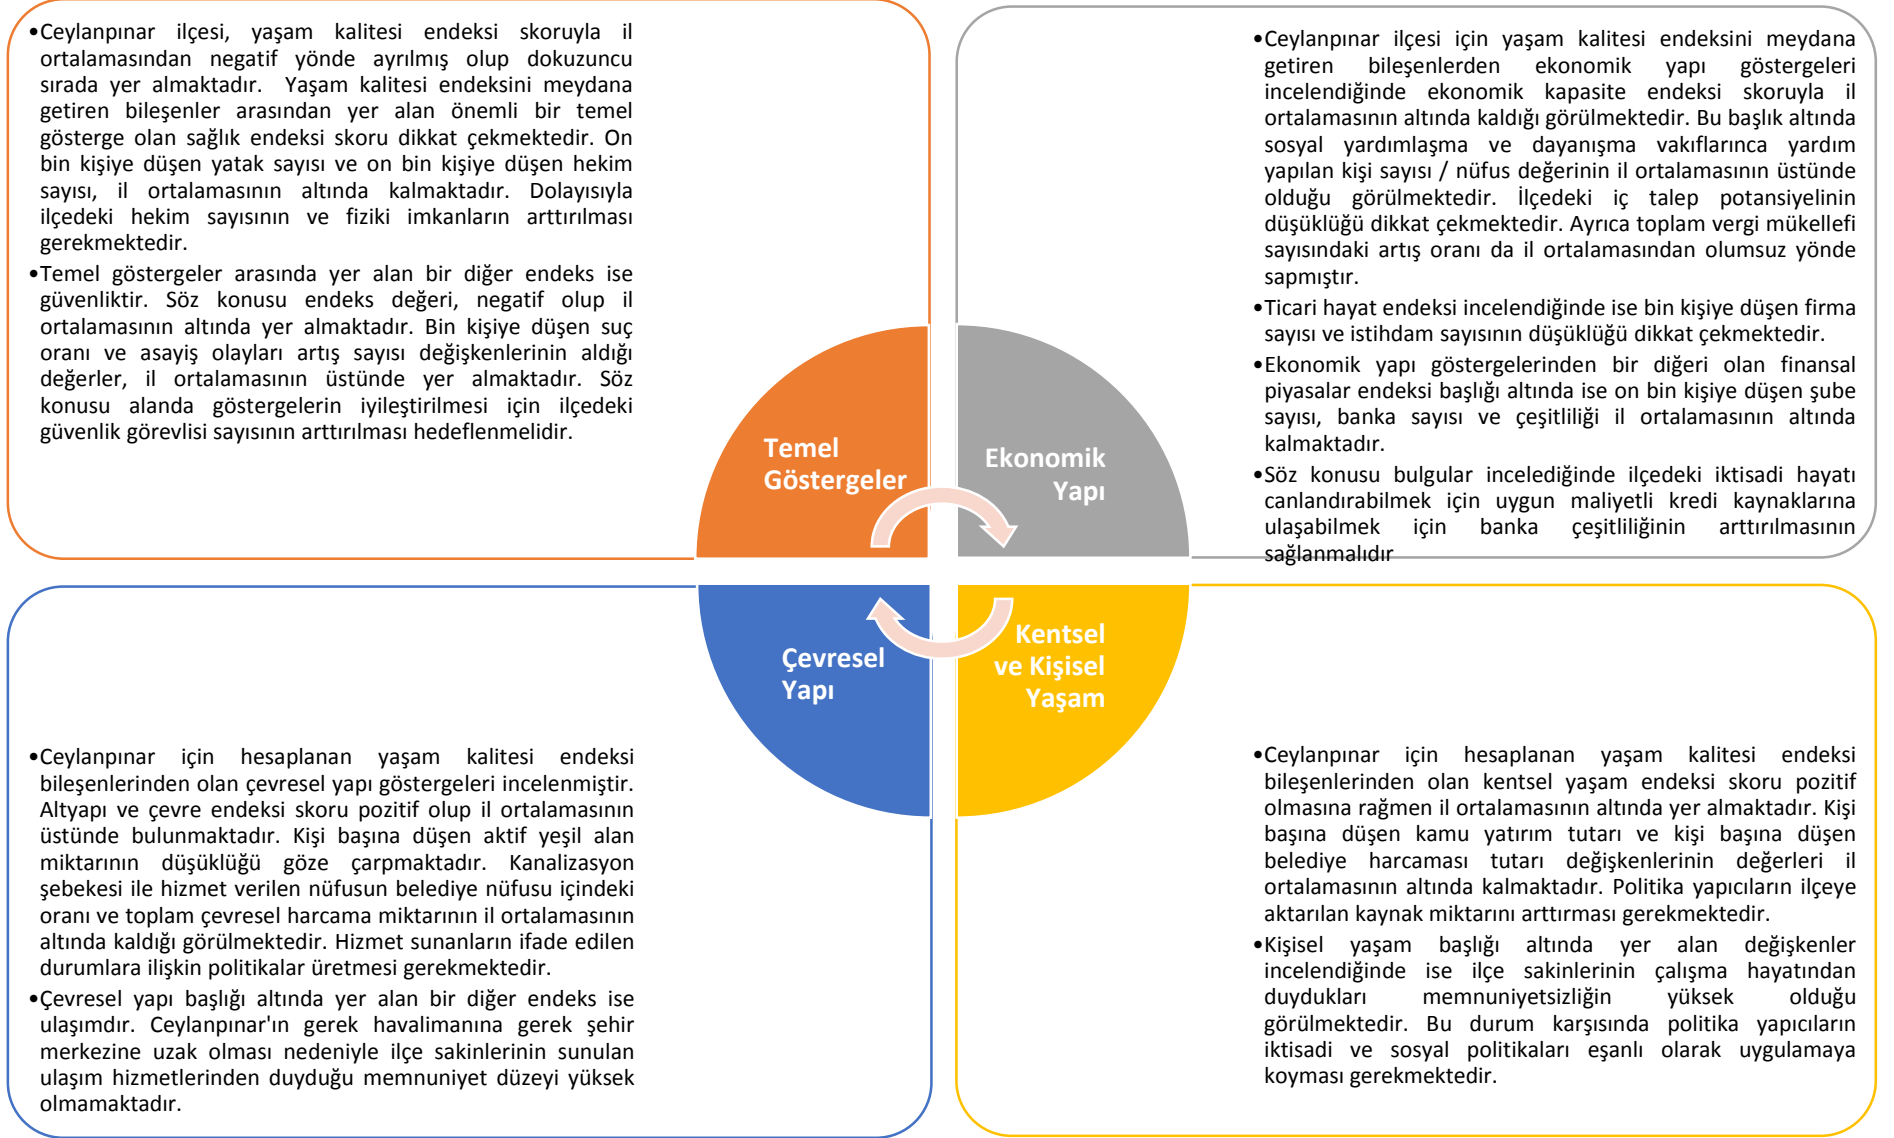 •Ceylanpınar ilçesi, yaşam kalitesi endeksi skoruyla il
ortalamasından negatif yönde ayrılmış olup dokuzuncu
sırada yer almaktadır. Yaşam kalitesi endeksini meydana
getiren bileşenler arasından yer alan önemli bir temel
gösterge olan sağlık endeksi skoru dikkat çekmektedir. On
bin kişiye düşen yatak sayısı ve on bin kişiye düşen hekim
sayısı, il ortalamasının altında kalmaktadır. Dolayısıyla
ilçedeki hekim sayısının ve fiziki imkanların arttırılması
gerekmektedir.
•Temel göstergeler arasında yer alan bir diğer endeks ise
güvenliktir. Söz konusu endeks değeri, negatif olup il
ortalamasının altında yer almaktadır. Bin kişiye düşen suç
oranı ve asayiş olayları artış sayısı değişkenlerinin aldığı
değerler, il ortalamasının üstünde yer almaktadır. Söz
konusu alanda göstergelerin iyileştirilmesi için ilçedeki
güvenlik görevlisi sayısının arttırılması hedeflenmelidir.
Temel
Göstergeler
•Ceylanpınar ilçesi için yaşam kalitesi endeksini meydana
getiren bileşenlerden ekonomik yapı göstergeleri
incelendiğinde ekonomik kapasite endeksi skoruyla il
ortalamasının altında kaldığı görülmektedir. Bu başlık altında
sosyal yardımlaşma ve dayanışma vakıflarınca yardım
yapılan kişi sayısı / nüfus değerinin il ortalamasının üstünde
olduğu görülmektedir. İlçedeki iç talep potansiyelinin
düşüklüğü dikkat çekmektedir. Ayrıca toplam vergi mükellefi
sayısındaki artış oranı da il ortalamasından olumsuz yönde
sapmıştır.
•Ticari hayat endeksi incelendiğinde ise bin kişiye düşen firma
sayısı ve istihdam sayısının düşüklüğü dikkat çekmektedir.
•Ekonomik yapı göstergelerinden bir diğeri olan finansal
piyasalar endeksi başlığı altında ise on bin kişiye düşen şube
sayısı, banka sayısı ve çeşitliliği il ortalamasının altında
kalmaktadır.
•Söz konusu bulgular incelediğinde ilçedeki iktisadi hayatı
canlandırabilmek için uygun maliyetli kredi kaynaklarına
ulaşabilmek için banka çeşitliliğinin arttırılmasının
sağlanmalıdır
Ekonomik
Yapı
•Ceylanpınar için hesaplanan yaşam kalitesi endeksi
bileşenlerinden olan çevresel yapı göstergeleri incelenmiştir.
Altyapı ve çevre endeksi skoru pozitif olup il ortalamasının
üstünde bulunmaktadır. Kişi başına düşen aktif yeşil alan
miktarının düşüklüğü göze çarpmaktadır. Kanalizasyon
şebekesi ile hizmet verilen nüfusun belediye nüfusu içindeki
oranı ve toplam çevresel harcama miktarının il ortalamasının
altında kaldığı görülmektedir. Hizmet sunanların ifade edilen
durumlara ilişkin politikalar üretmesi gerekmektedir.
•Çevresel yapı başlığı altında yer alan bir diğer endeks ise
ulaşımdır. Ceylanpınar'ın gerek havalimanına gerek şehir
merkezine uzak olması nedeniyle ilçe sakinlerinin sunulan
ulaşım hizmetlerinden duyduğu memnuniyet düzeyi yüksek
olmamaktadır.
Çevresel
Yapı
Kentsel
ve Kişisel
Yaşam
•Ceylanpınar için hesaplanan yaşam kalitesi endeksi
bileşenlerinden olan kentsel yaşam endeksi skoru pozitif
olmasına rağmen il ortalamasının altında yer almaktadır. Kişi
başına düşen kamu yatırım tutarı ve kişi başına düşen
belediye harcaması tutarı değişkenlerinin değerleri il
ortalamasının altında kalmaktadır. Politika yapıcıların ilçeye
aktarılan kaynak miktarını arttırması gerekmektedir.
•Kişisel yaşam başlığı altında yer alan değişkenler
incelendiğinde ise ilçe sakinlerinin çalışma hayatından
duydukları memnuniyetsizliğin yüksek olduğu
görülmektedir. Bu durum karşısında politika yapıcıların
iktisadi ve sosyal politikaları eşanlı olarak uygulamaya
koyması gerekmektedir.